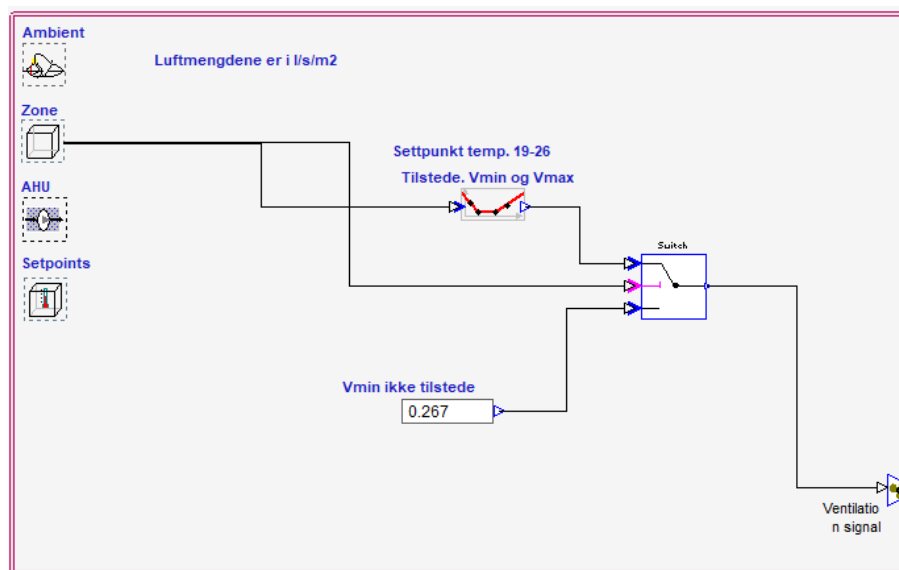 Ambient
Luftmengdene er i l/s/m2
Zone
Settpunkt temp. 19-26
Tilstede. Vmin og Vmax
AHU
Switch
Setpoints
Vmin ikke tilstede
0.267
Ventilatio
n signal